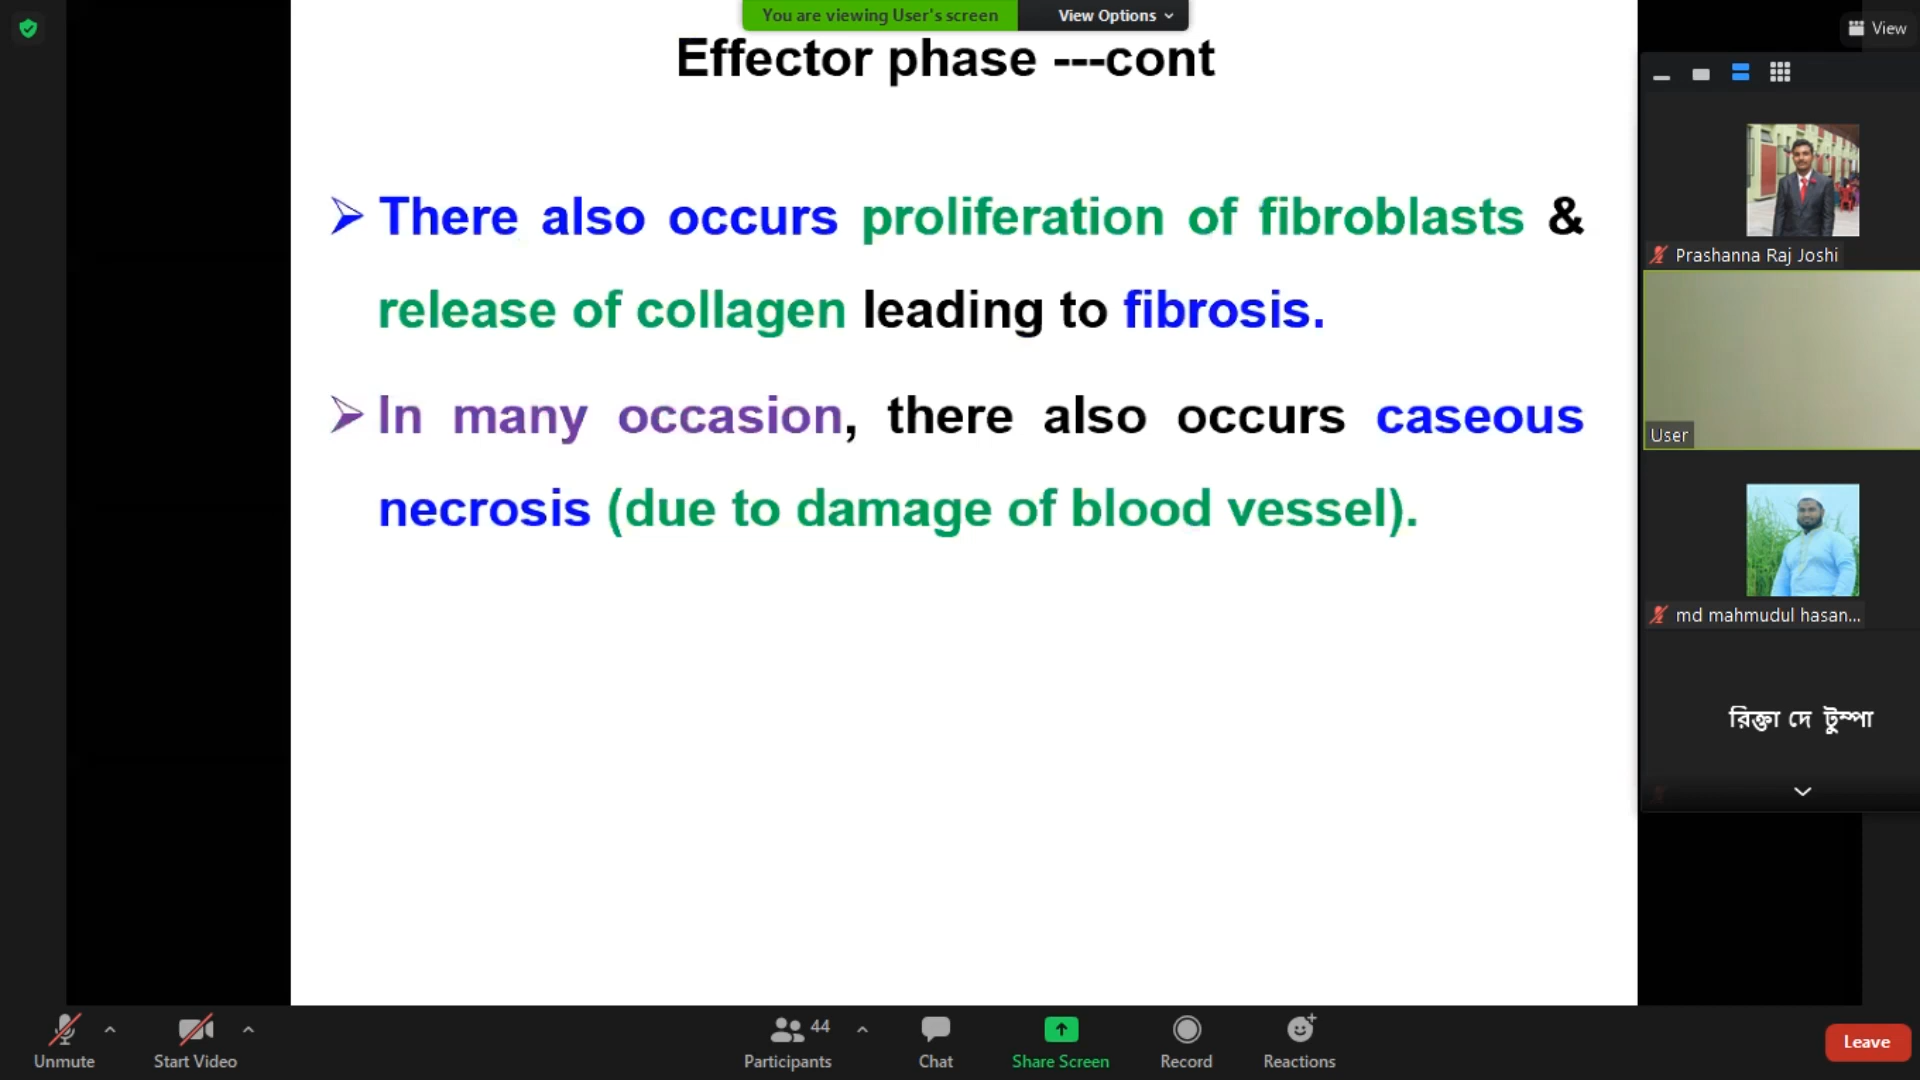 You are viewing User's screen
View Options
View
Effector phase ---cont
There also occurs proliferation of fibroblasts &
release of collagen leading to fibrosis.
In many occasion, there also occurs caseous
necrosis (due to damage of blood vessel).
Prashanna Raj Joshi
User
md mahmudul hasan...
রিক্তা দে টুম্পা
Unmute
Start Video
44
Participants
Chat
Share Screen
Record
Reactions
Leave